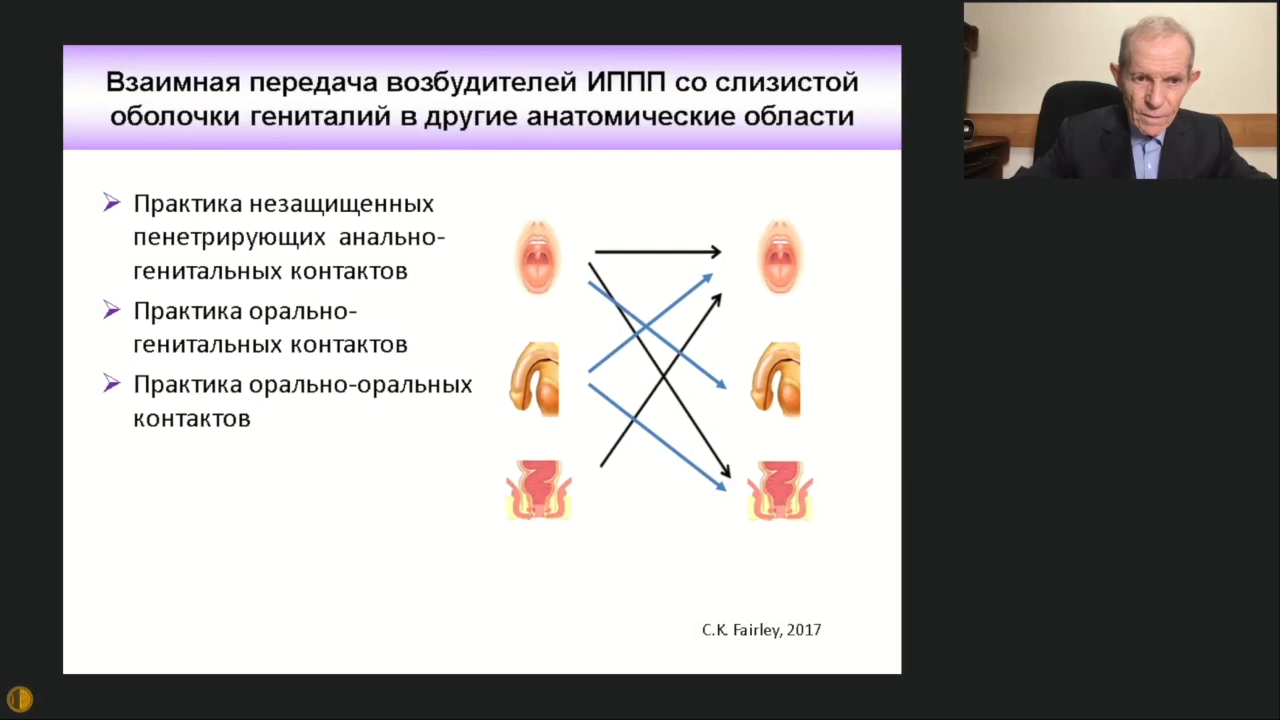 Взаимная передача возбудителей ИППП со слизистой
оболочки гениталий в другие анатомические области
Практика незащищенных
пенетрирующих анально-
генитальных контактов
Практика орально-
генитальных контактов
Практика орально-оральных
контактов
C.K. Fairley, 2017